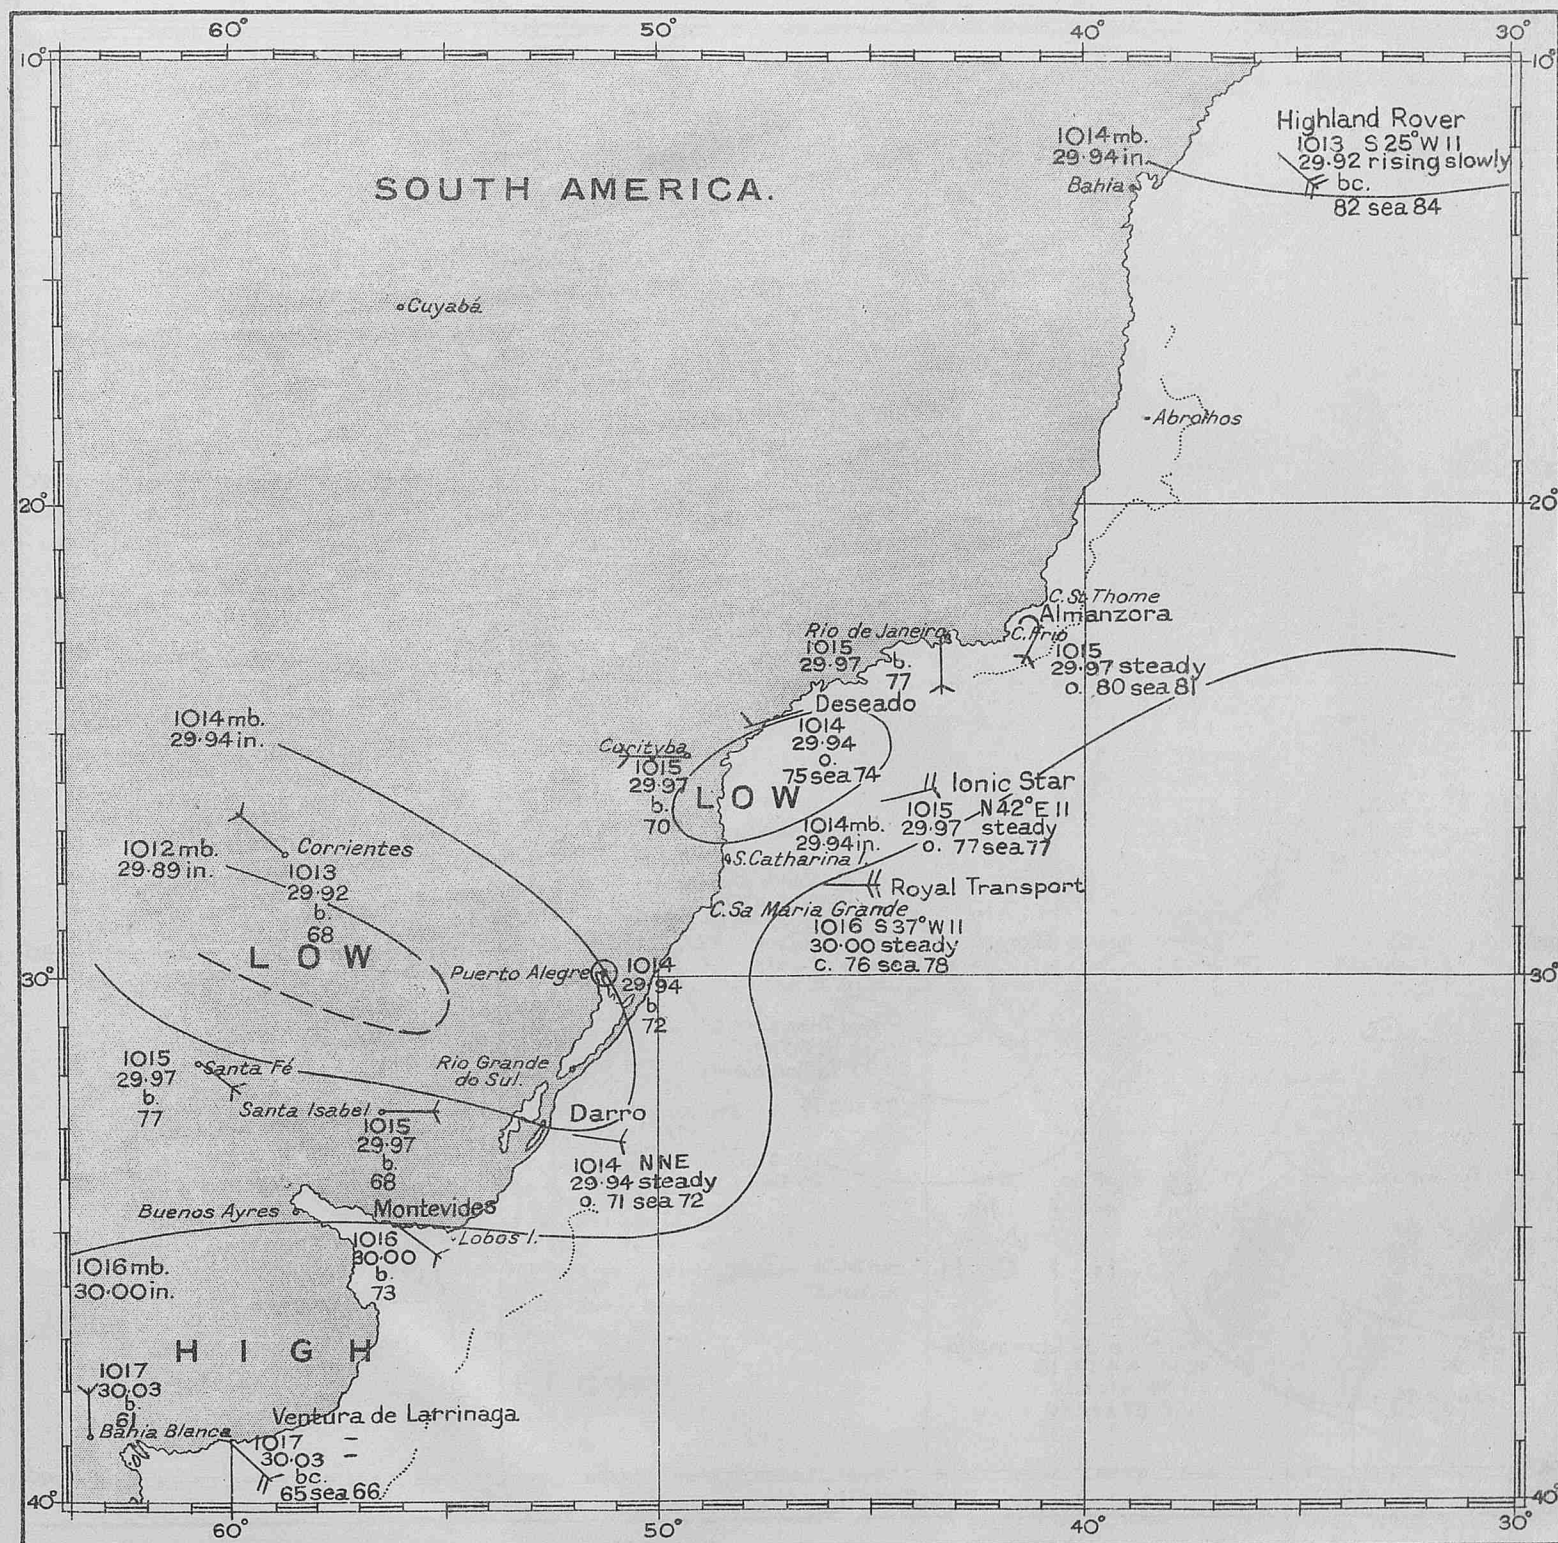 60° 50° 40° 30°
10° 10°
Highland Rover
1013 S 25° W 11
29·92 rising slowly
bc.
82 sea 84
1014 mb.
29·94 in.
Bahia
SOUTH AMERICA.
Cuyabá
Abrolhos
20° 20°
C. St. Thome
Almanzora
C. Frio
1015
29·97 steady
o. 80 sea 81
Rio de Janeiro
1015
29·97
b.
77
Deseado
1014
29·94
o.
75 sea 74
1014 mb.
29·94 in.
Curityba
1015
29·97
b.
70
LOW
Ionic Star
1015 N 42° E 11
29·97 steady
o. 77 sea 77
1014 mb.
29·94 in.
S. Catharina I.
Corrientes
1013
29·92
b.
68
1012 mb.
29·89 in.
LOW
Royal Transport
C. Sa Maria Grande
1016 S 37° W 11
30·00 steady
c. 76 sea 78
30° 30°
Puerto Alegre
1014
29·94
b
72
Santa Fé
1015
29·97
b.
77
Rio Grande
do Sul.
Santa Isabel
1015
29·97
b.
68
Darro
1014 NNE
29·94 steady
o. 71 sea 72
Buenos Ayres
Montevides
1016
30·00
b.
73
Lobos I.
1016 mb.
30·00 in.
HIGH
1017
30·03
b.
61
Bahia Blanca
Ventura de Larrinaga
1017
30·03
bc.
65 sea 66
40° 40°
60° 50° 40° 30°